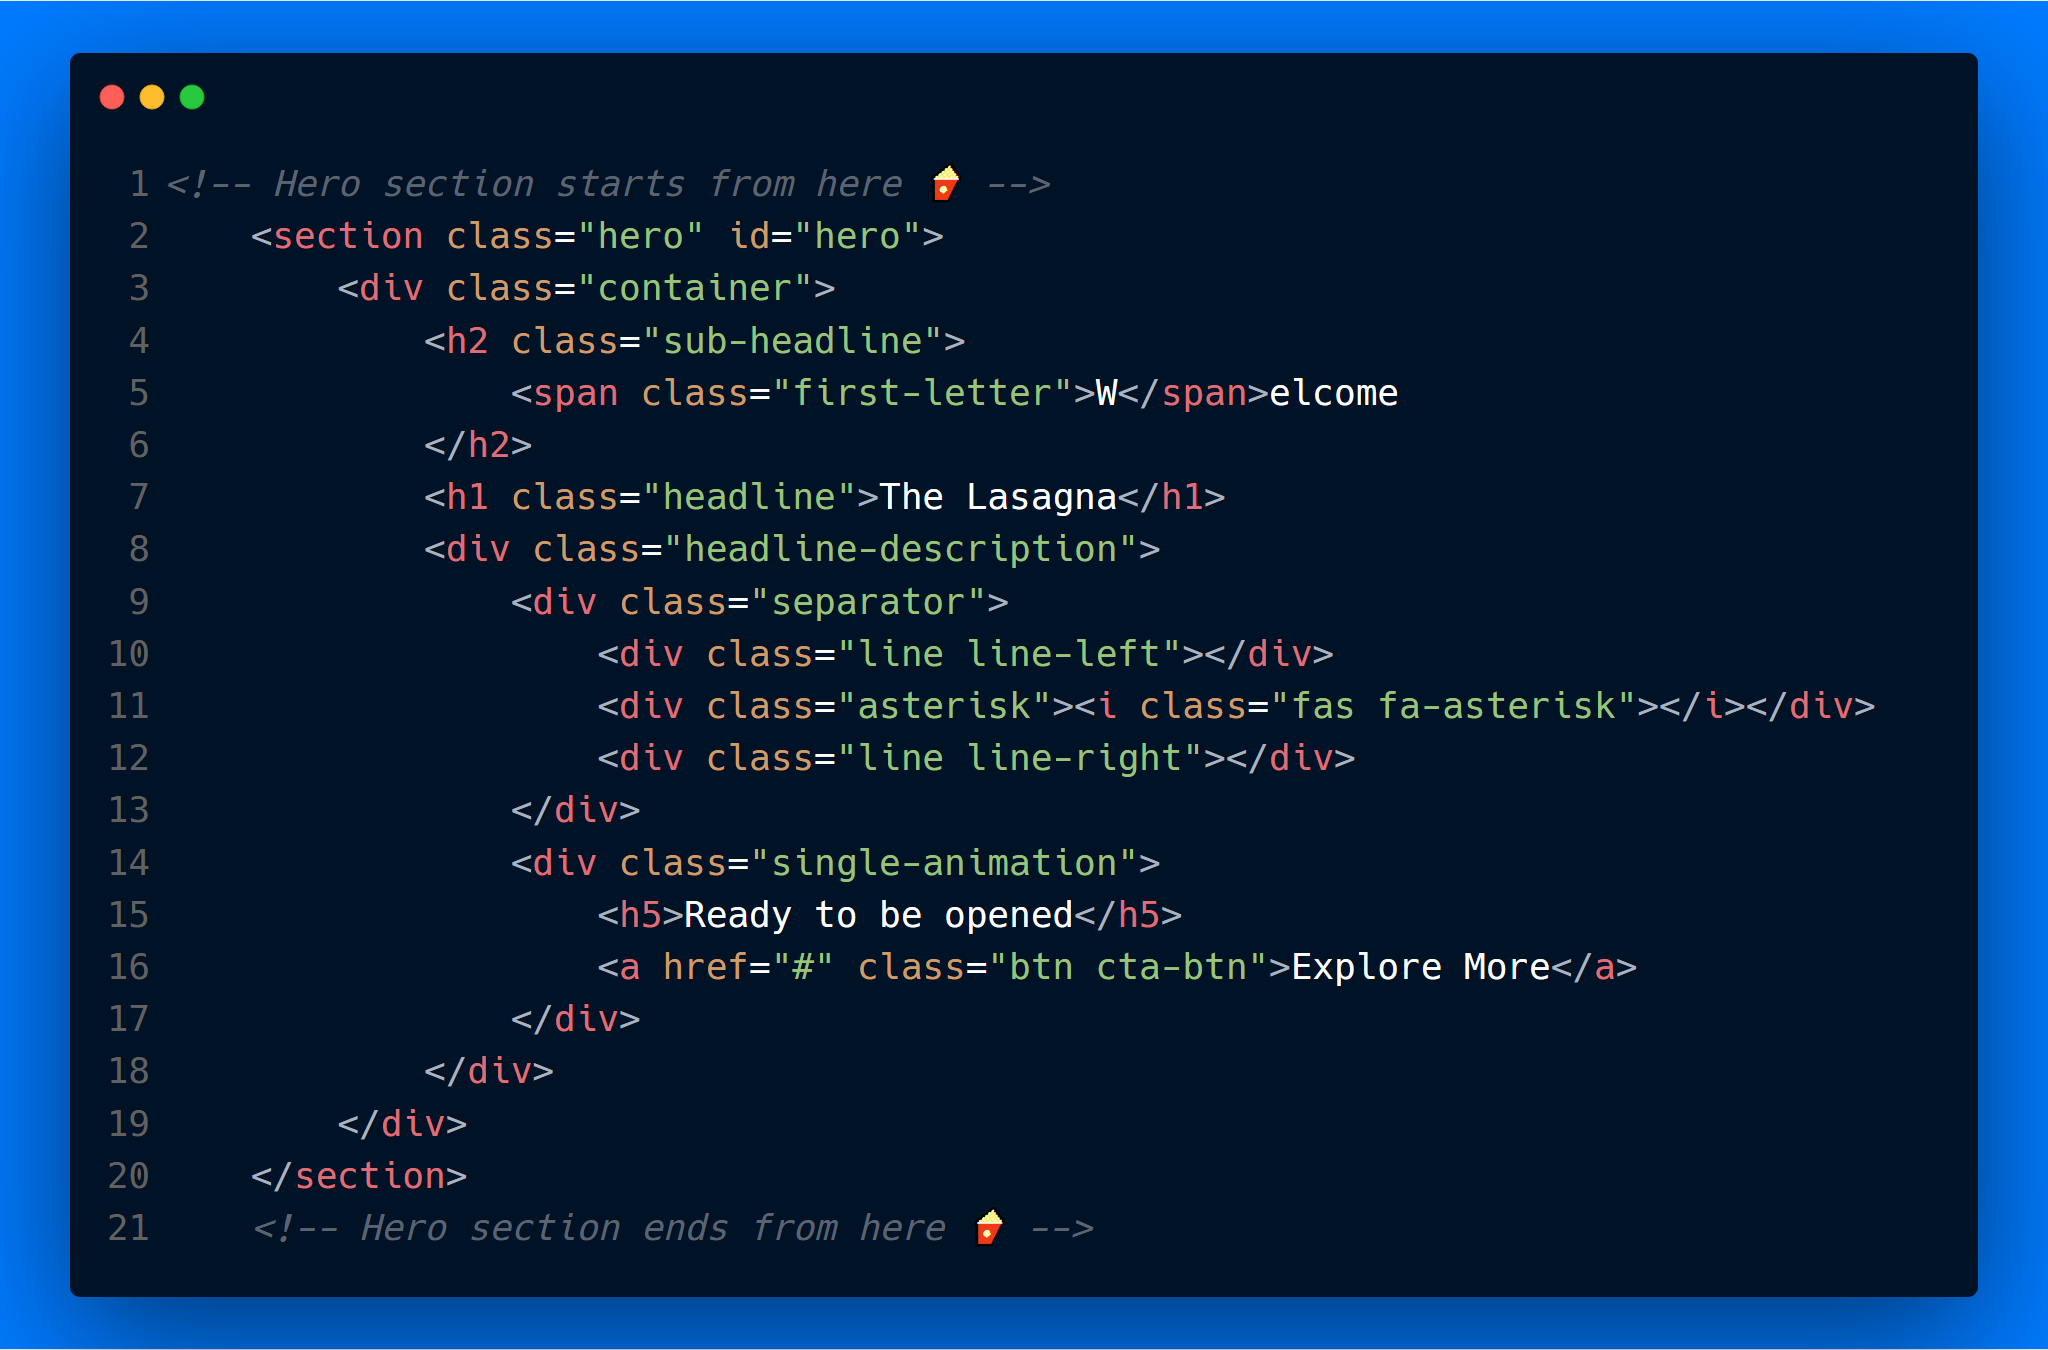 1 <!-- Hero section starts from here 🍟 -->
2     <section class="hero" id="hero">
3         <div class="container">
4             <h2 class="sub-headline">
5                 <span class="first-letter">W</span>elcome
6             </h2>
7             <h1 class="headline">The Lasagna</h1>
8             <div class="headline-description">
9                 <div class="separator">
10                     <div class="line line-left"></div>
11                     <div class="asterisk"><i class="fas fa-asterisk"></i></div>
12                     <div class="line line-right"></div>
13                 </div>
14                 <div class="single-animation">
15                     <h5>Ready to be opened</h5>
16                     <a href="#" class="btn cta-btn">Explore More</a>
17                 </div>
18             </div>
19         </div>
20     </section>
21     <!-- Hero section ends from here 🍟 -->